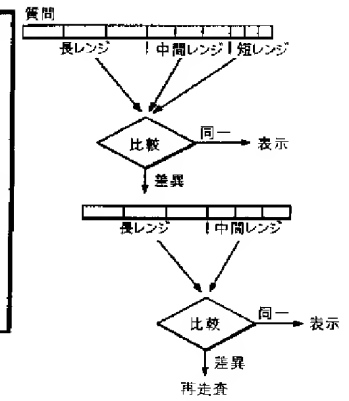 質問
長レンジ 中間レンジ 短レンジ
比較 同一 表示
差異
長レンジ 中間レンジ
比較 同一 表示
差異
再走査